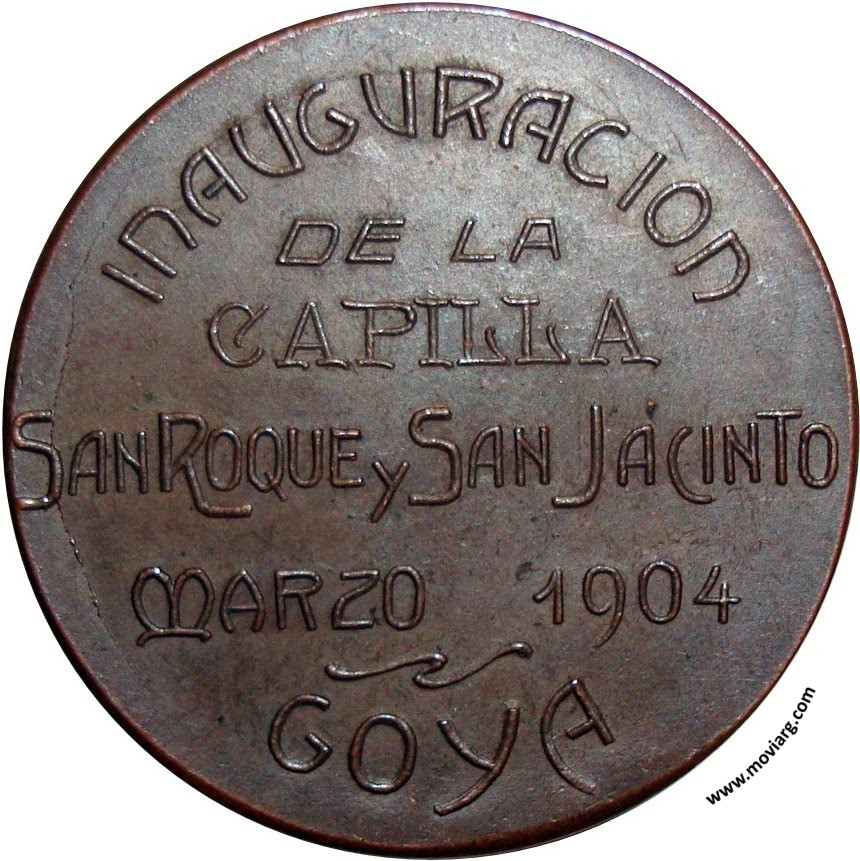 INAUGURACION
DE LA
CAPILLA
SAN ROQUE y SAN JACINTO
MARZO 1904
GOYA
www.moviarg.com